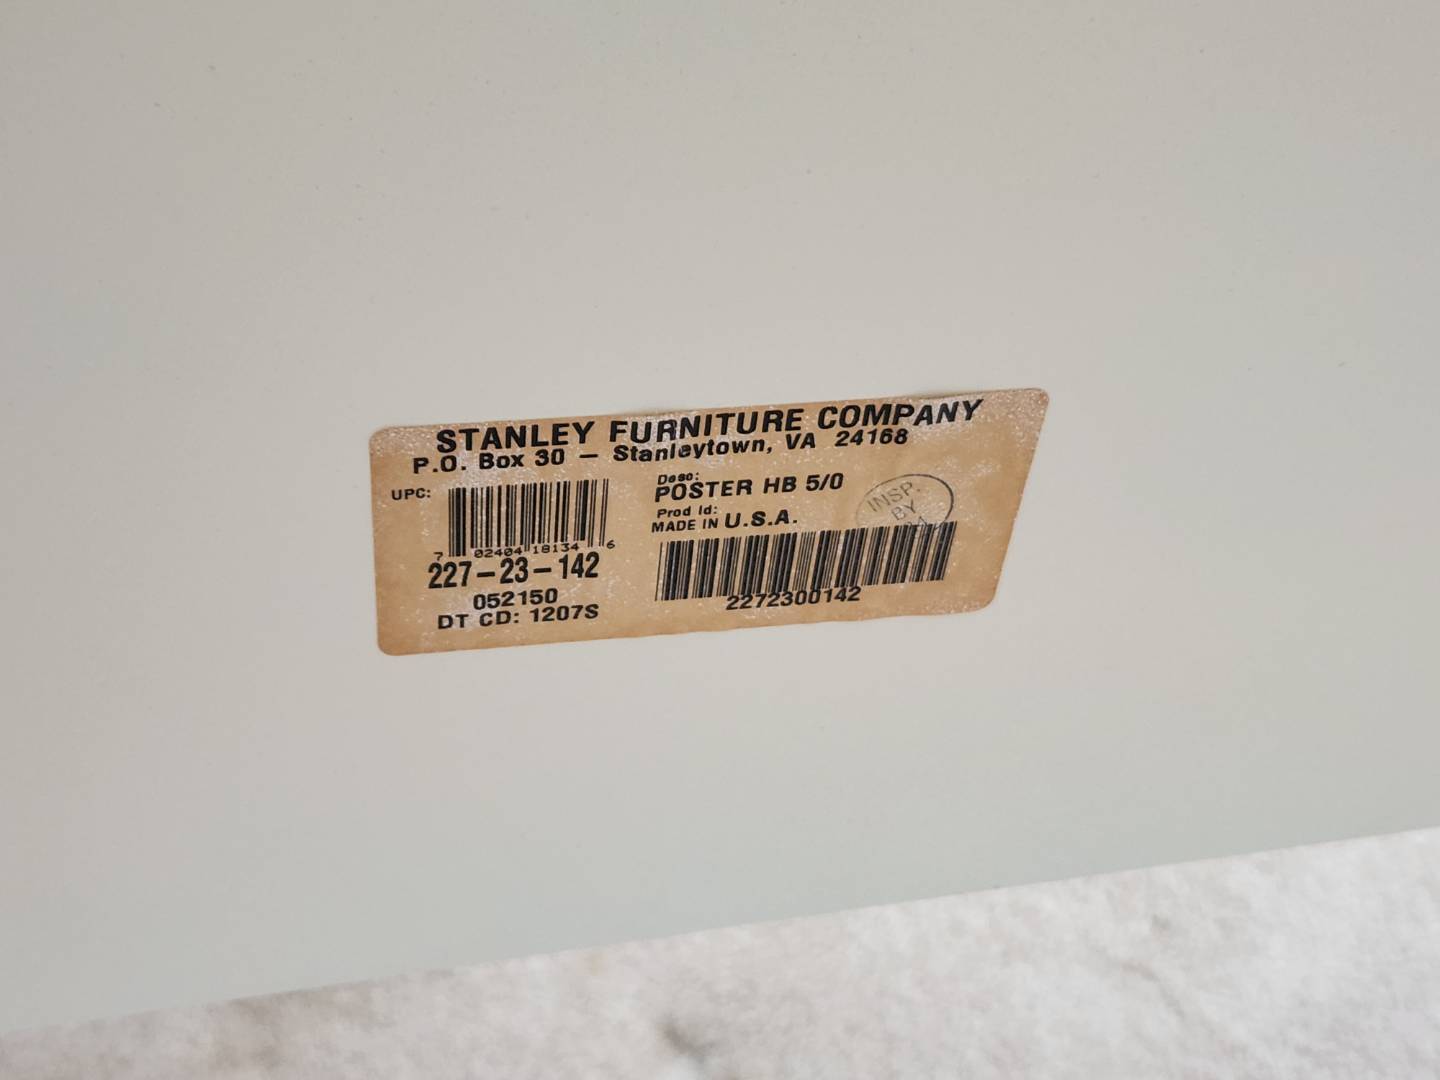 STANLEY FURNITURE COMPANY
P.O. Box 30 — Stanleytown, VA 24168
UPC:
7 02404 18134 6
227-23-142
052150
DT CD: 1207S
Desc:
POSTER HB 5/0
Prod Id:
MADE IN U.S.A.
2272300142
INSP.
BY